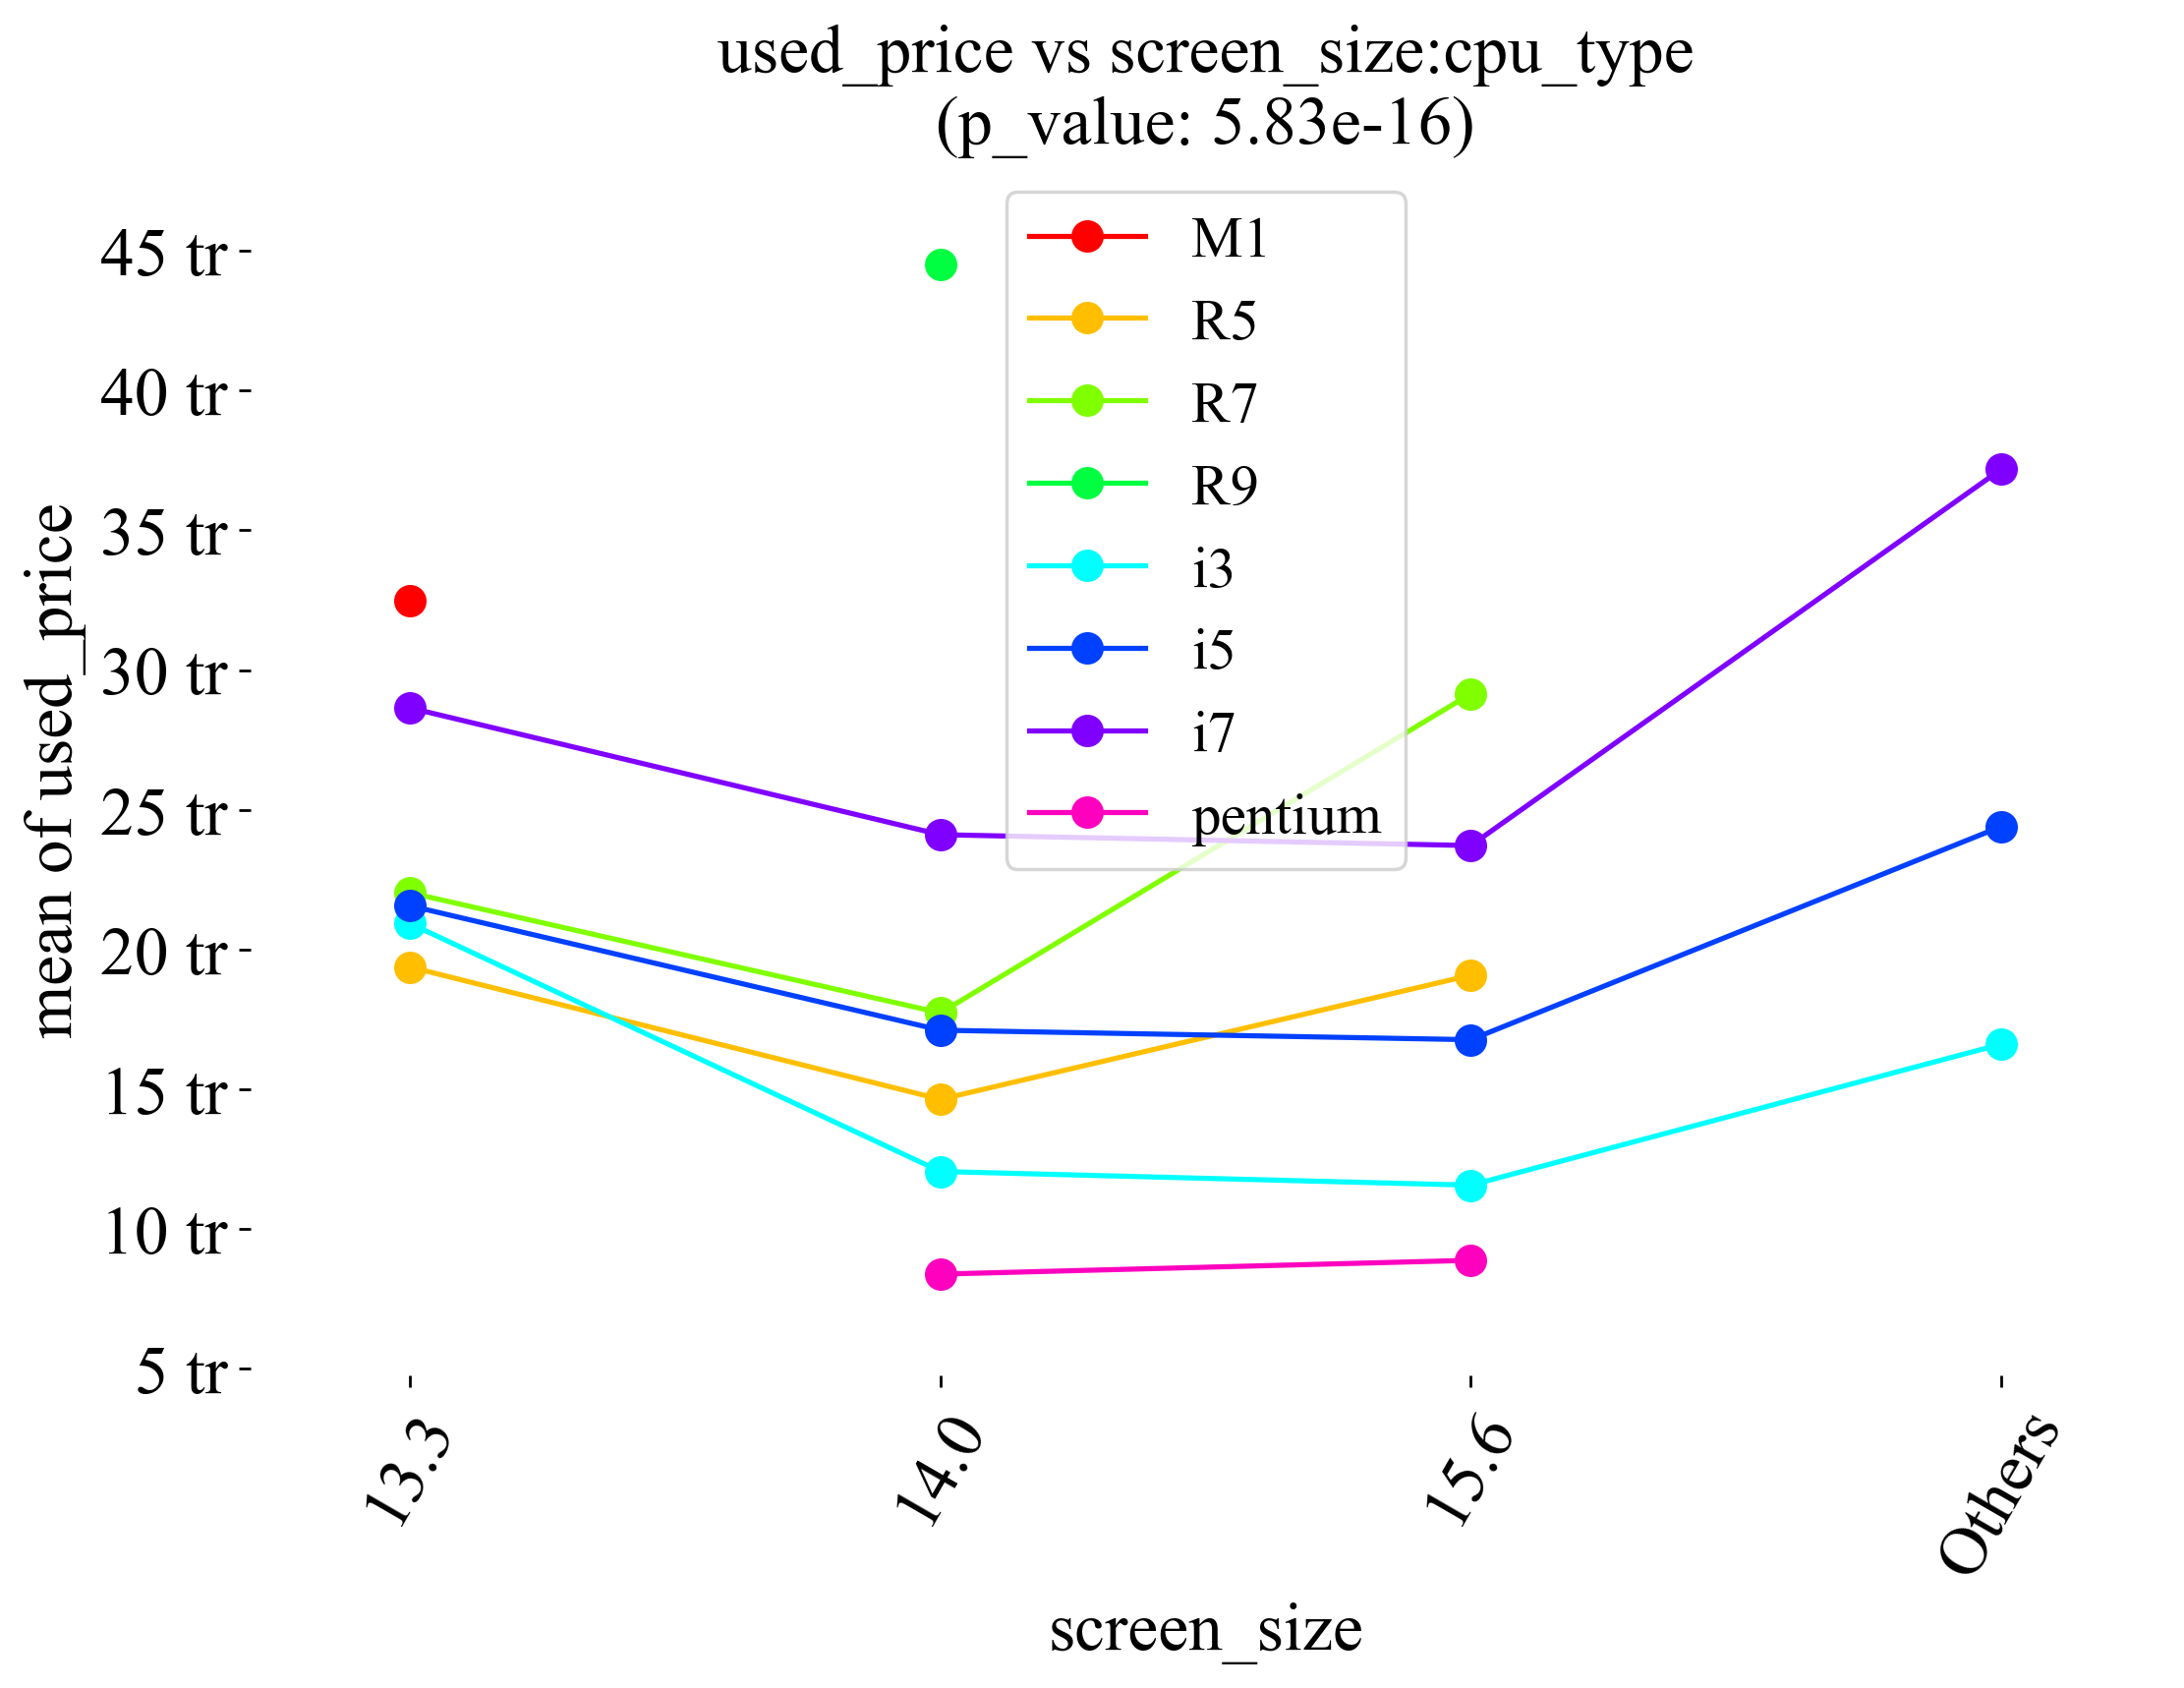 used_price vs screen_size:cpu_type
(p_value: 5.83e-16)
M1
R5
R7
R9
i3
i5
i7
pentium
mean of used_price
45 tr
40 tr
35 tr
30 tr
25 tr
20 tr
15 tr
10 tr
5 tr
13.3
14.0
15.6
Others
screen_size